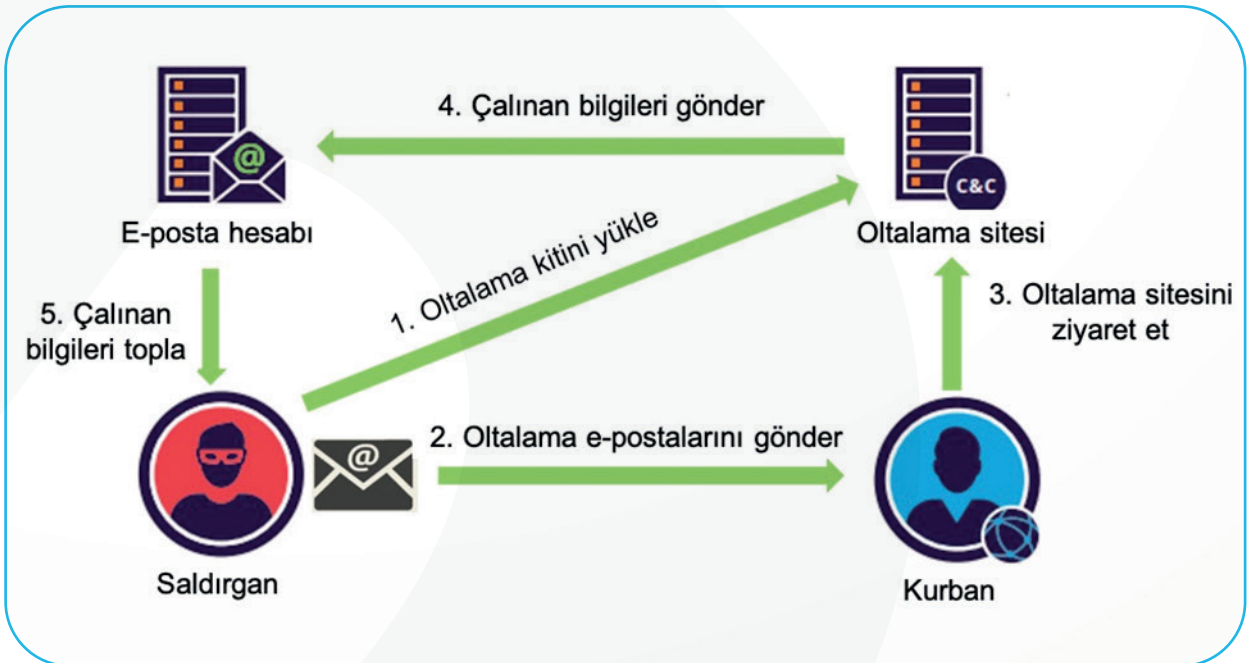 4. Çalınan bilgileri gönder
@
C&C
E-posta hesabı
Oltalama sitesi
1. Oltalama kitini yükle
5. Çalınan
bilgileri topla
3. Oltalama sitesini
ziyaret et
@
2. Oltalama e-postalarını gönder
Saldırgan
Kurban